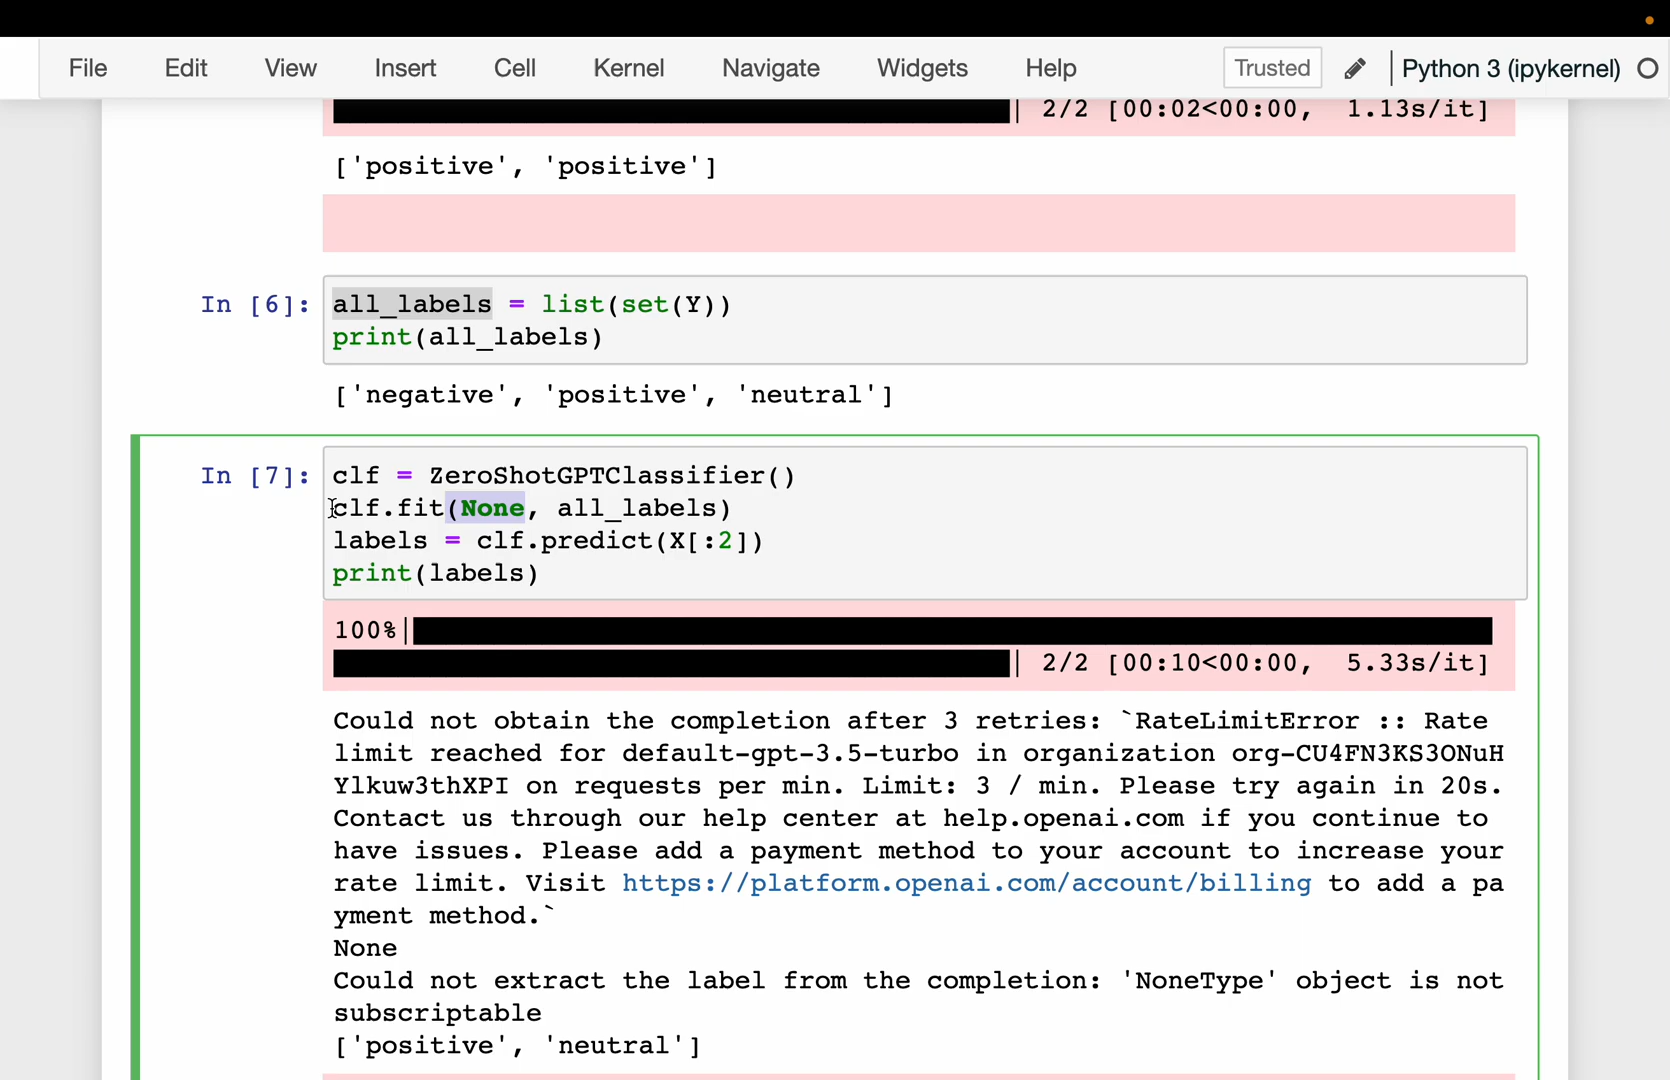 File Edit View Insert Cell Kernel Navigate Widgets Help Trusted Python 3 (ipykernel)
2/2 [00:02<00:00, 1.13s/it]
['positive', 'positive']
In [6]: all_labels = list(set(Y))
print(all_labels)
['negative', 'positive', 'neutral']
In [7]: clf = ZeroShotGPTClassifier()
clf.fit(None, all_labels)
labels = clf.predict(X[:2])
print(labels)
100%|
| 2/2 [00:10<00:00, 5.33s/it]
Could not obtain the completion after 3 retries: `RateLimitError :: Rate
limit reached for default-gpt-3.5-turbo in organization org-CU4FN3KS3ONuH
Ylkuw3thXPI on requests per min. Limit: 3 / min. Please try again in 20s.
Contact us through our help center at help.openai.com if you continue to
have issues. Please add a payment method to your account to increase your
rate limit. Visit https://platform.openai.com/account/billing to add a pa
yment method.`
None
Could not extract the label from the completion: 'NoneType' object is not
subscriptable
['positive', 'neutral']